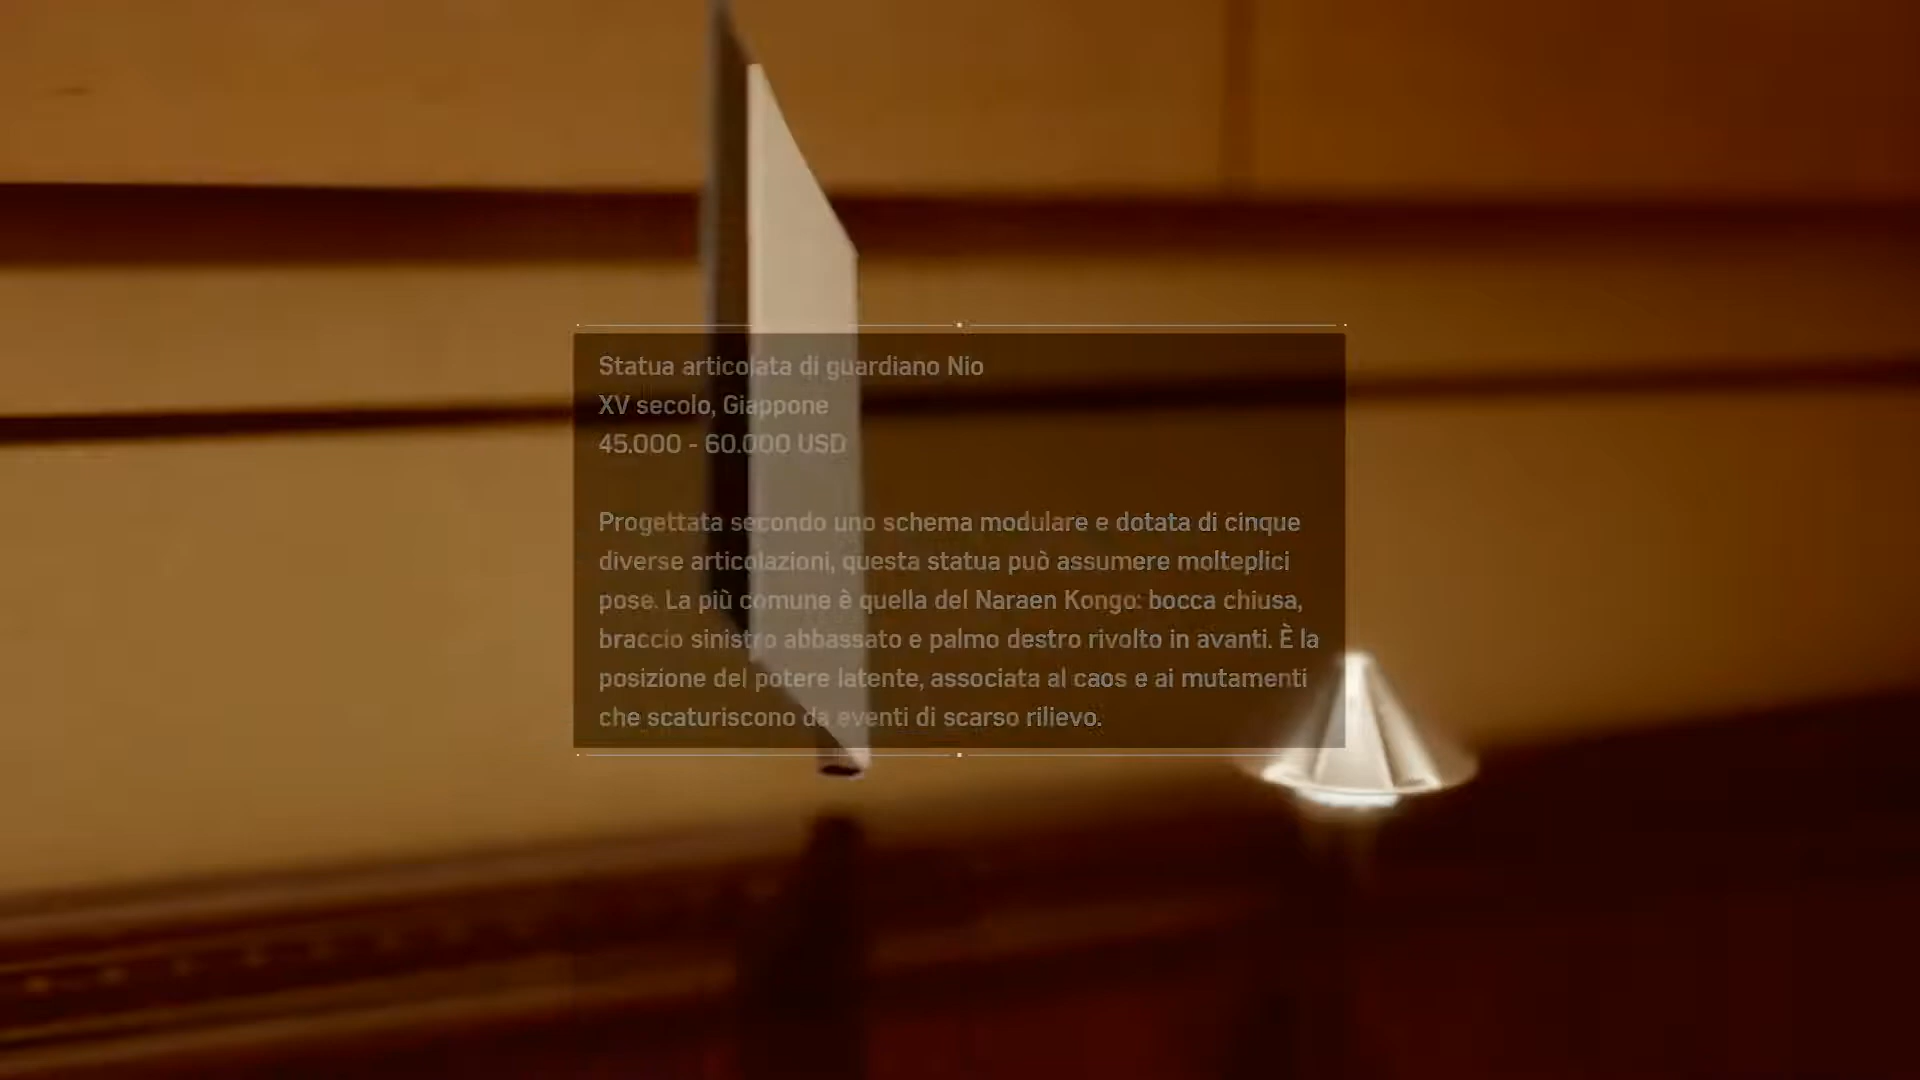 Statua articolata di guardiano Nio
XV secolo, Giappone
45.000 - 60.000 USD
Progettata secondo uno schema modulare e dotata di cinque
diverse articolazioni, questa statua può assumere molteplici
pose. La più comune è quella del Naraen Kongo: bocca chiusa,
braccio sinistro abbassato e palmo destro rivolto in avanti. È la
posizione del potere latente, associata al caos e ai mutamenti
che scaturiscono da eventi di scarso rilievo.